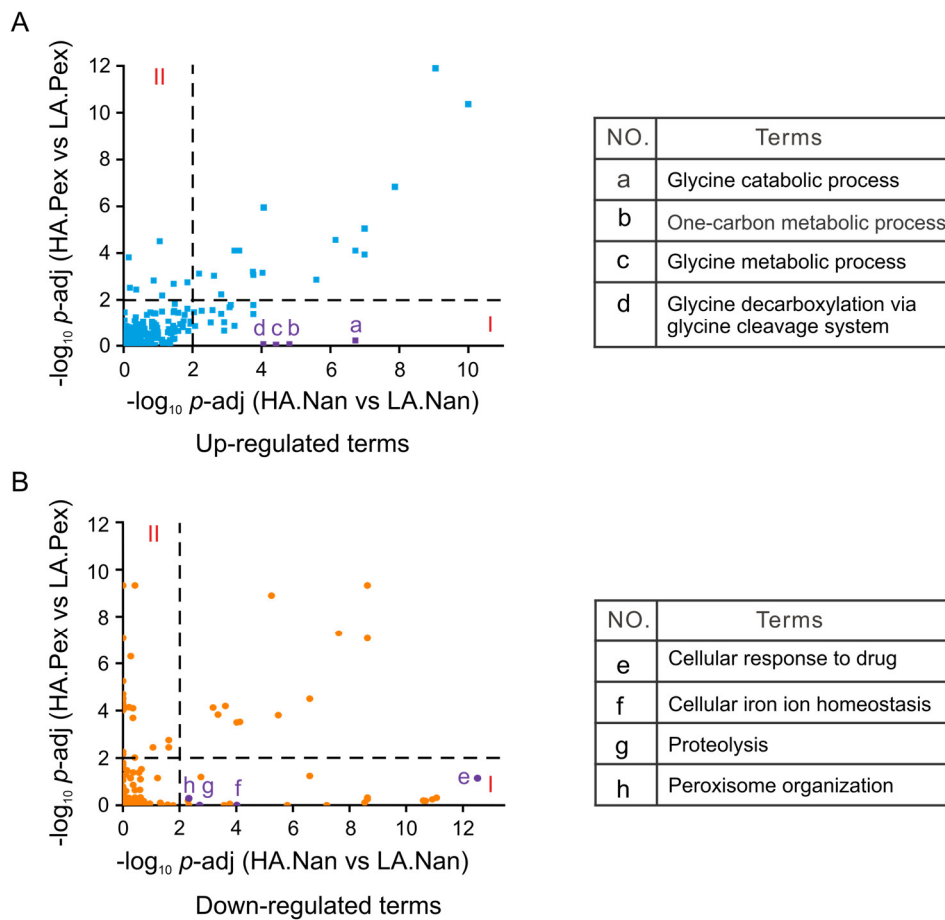 A
-log₁₀ p-adj (HA.Pex vs LA.Pex)
12
10
8
6
4
2
0
II
d c b a I
0 2 4 6 8 10
-log₁₀ p-adj (HA.Nan vs LA.Nan)
Up-regulated terms
NO. Terms
a Glycine catabolic process
b One-carbon metabolic process
c Glycine metabolic process
d Glycine decarboxylation via
glycine cleavage system
B
-log₁₀ p-adj (HA.Pex vs LA.Pex)
12
10
8
6
4
2
0
II
h g f e I
0 2 4 6 8 10 12
-log₁₀ p-adj (HA.Nan vs LA.Nan)
Down-regulated terms
NO. Terms
e Cellular response to drug
f Cellular iron ion homeostasis
g Proteolysis
h Peroxisome organization